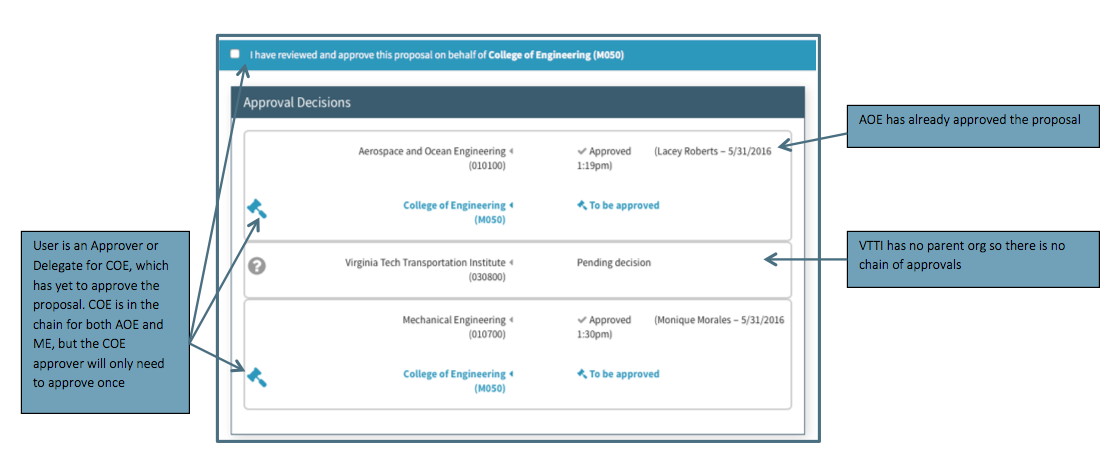 I have reviewed and approve this proposal on behalf of College of Engineering (M050)
Approval Decisions
Aerospace and Ocean Engineering
(010100)
Approved (Lacey Roberts – 5/31/2016
1:19pm)
College of Engineering
(M050)
To be approved
Virginia Tech Transportation Institute
(030800)
Pending decision
Mechanical Engineering
(010700)
Approved (Monique Morales – 5/31/2016
1:30pm)
College of Engineering
(M050)
To be approved
AOE has already approved the proposal
VTTI has no parent org so there is no
chain of approvals
User is an Approver or
Delegate for COE, which
has yet to approve the
proposal. COE is in the
chain for both AOE and
ME, but the COE
approver will only need
to approve once